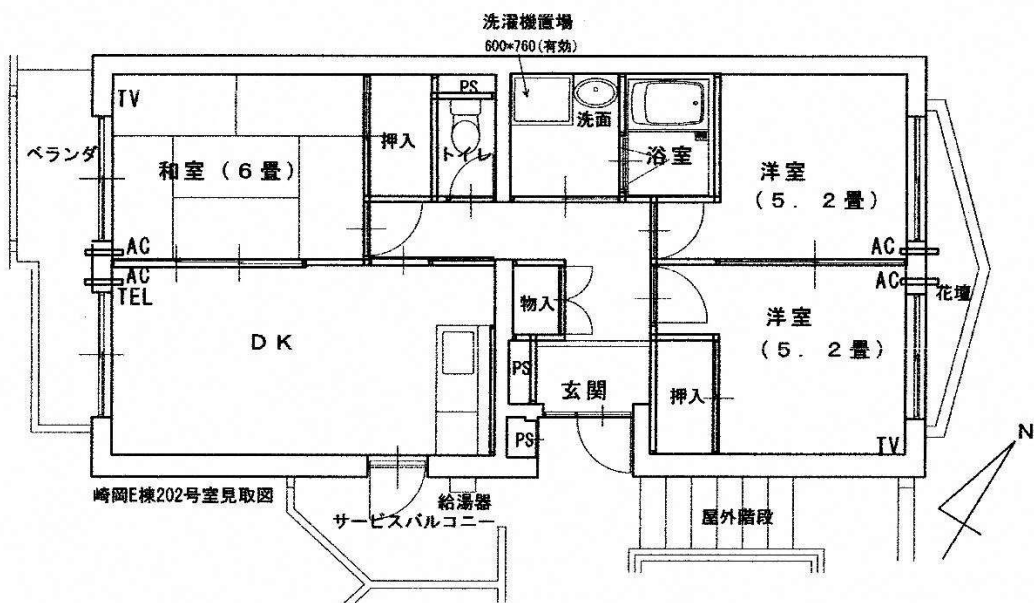 洗濯機置場
600*760(有効)
TV
PS
ベランダ
和室(6畳)
押入
トイレ
洗面
浴室
洋室
(5.2畳)
AC
AC
AC
TEL
AC
花壇
DK
物入
洋室
(5.2畳)
PS
玄関
押入
PS
TV
N
崎岡E棟202号室見取図
給湯器
サービスバルコニー
屋外階段